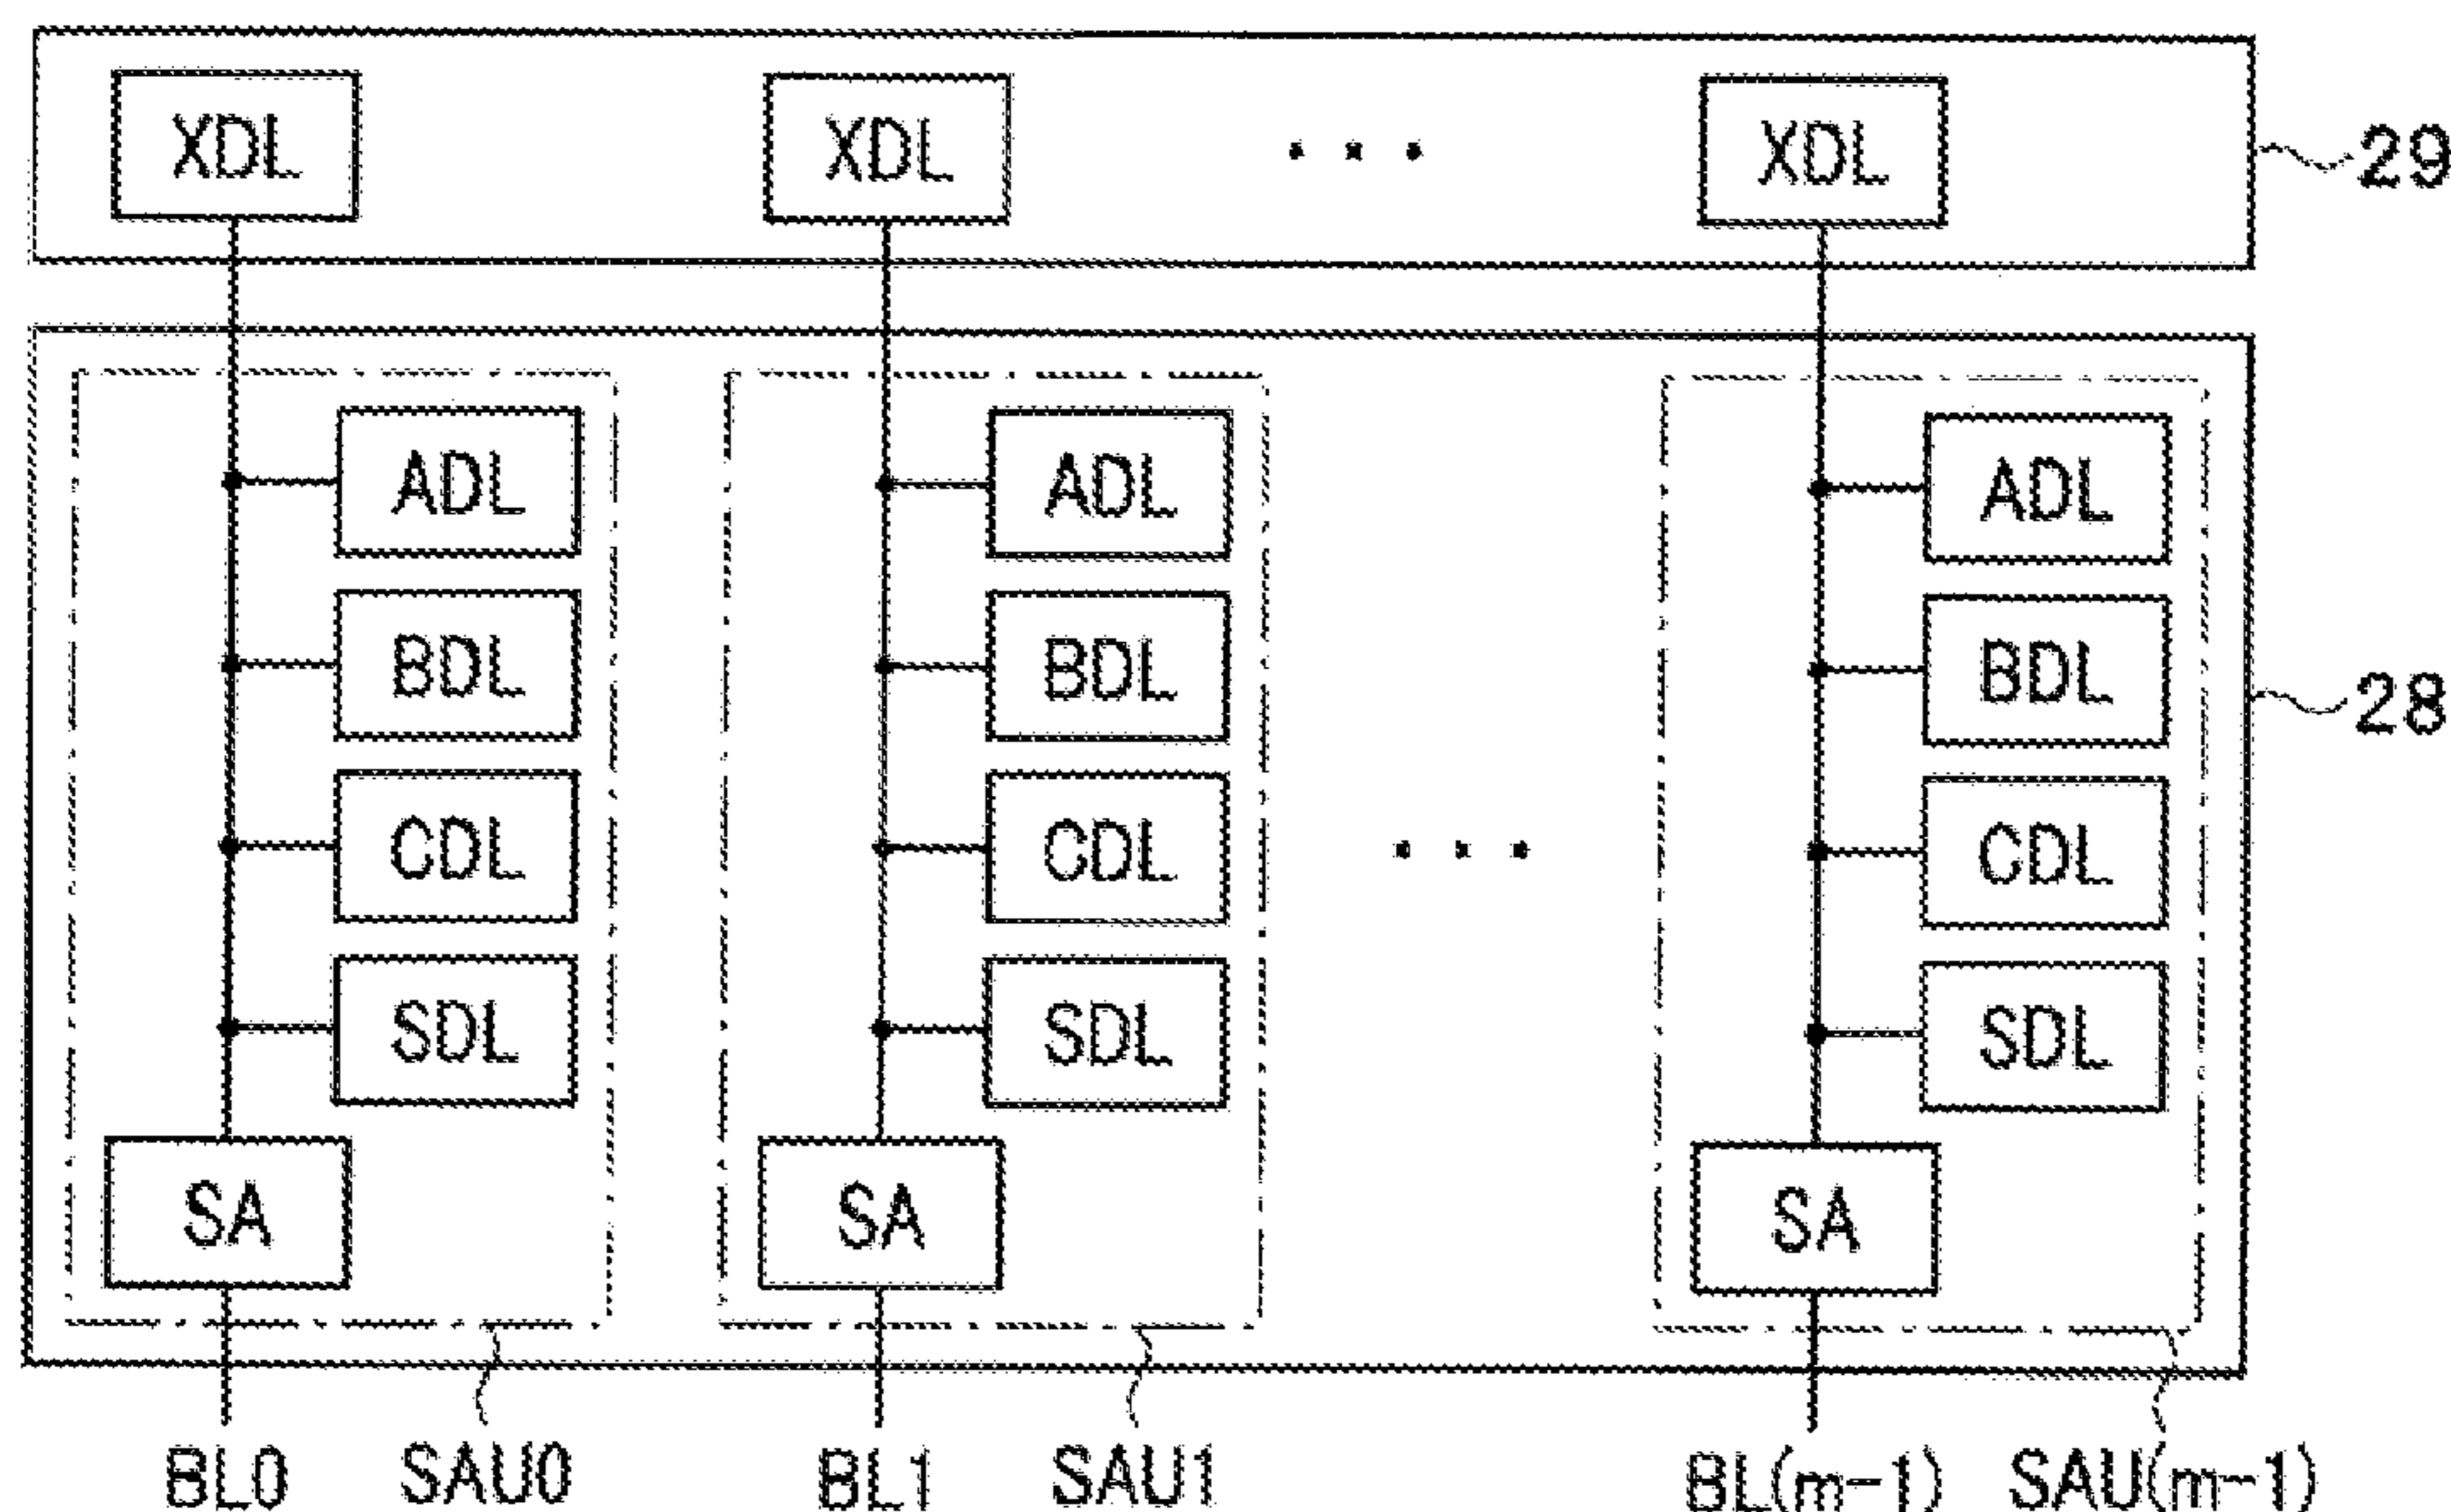 XDL XDL ... XDL 29
ADL ADL ADL
BDL BDL BDL 28
CDL CDL ... CDL
SDL SDL SDL
SA SA SA
BL0 SAU0 BL1 SAU1 BL(m-1) SAU(m-1)